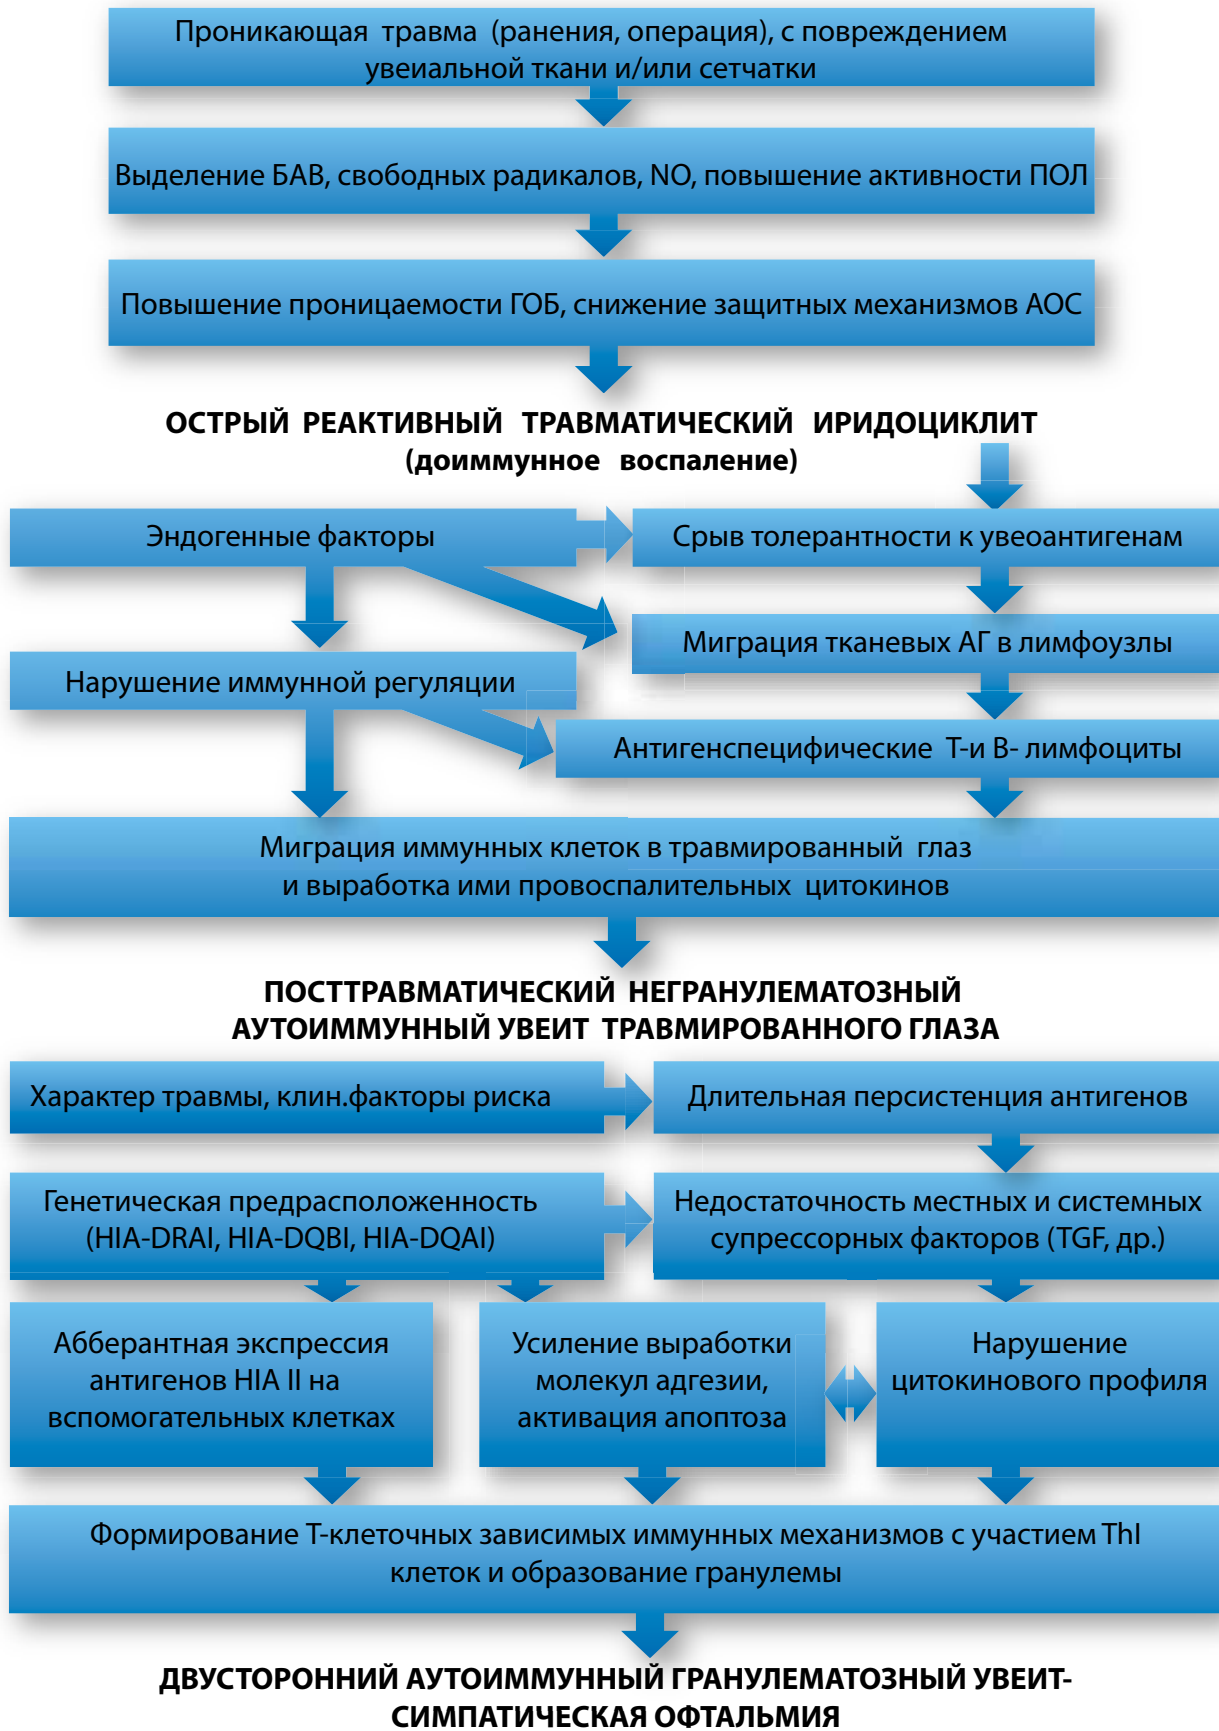 Проникающая травма (ранения, операция), с повреждением
увеиальной ткани и/или сетчатки
Выделение БАВ, свободных радикалов, NO, повышение активности ПОЛ
Повышение проницаемости ГОБ, снижение защитных механизмов АОС
ОСТРЫЙ РЕАКТИВНЫЙ ТРАВМАТИЧЕСКИЙ ИРИДОЦИКЛИТ
(доиммунное воспаление)
Эндогенные факторы
Срыв толерантности к увеоантигенам
Миграция тканевых АГ в лимфоузлы
Нарушение иммунной регуляции
Антигенспецифические Т-и В- лимфоциты
Миграция иммунных клеток в травмированный глаз
и выработка ими провоспалительных цитокинов
ПОСТТРАВМАТИЧЕСКИЙ НЕГРАНУЛЕМАТОЗНЫЙ
АУТОИММУННЫЙ УВЕИТ ТРАВМИРОВАННОГО ГЛАЗА
Характер травмы, клин.факторы риска
Длительная персистенция антигенов
Генетическая предрасположенность
(HIA-DRAI, HIA-DQBI, HIA-DQAI)
Недостаточность местных и системных
супрессорных факторов (TGF, др.)
Абберантная экспрессия
антигенов HIA II на
вспомогательных клетках
Усиление выработки
молекул адгезии,
активация апоптоза
Нарушение
цитокинового профиля
Формирование Т-клеточных зависимых иммунных механизмов с участием ThI
клеток и образование гранулемы
ДВУСТОРОННИЙ АУТОИММУННЫЙ ГРАНУЛЕМАТОЗНЫЙ УВЕИТ-
СИМПАТИЧЕСКАЯ ОФТАЛЬМИЯ